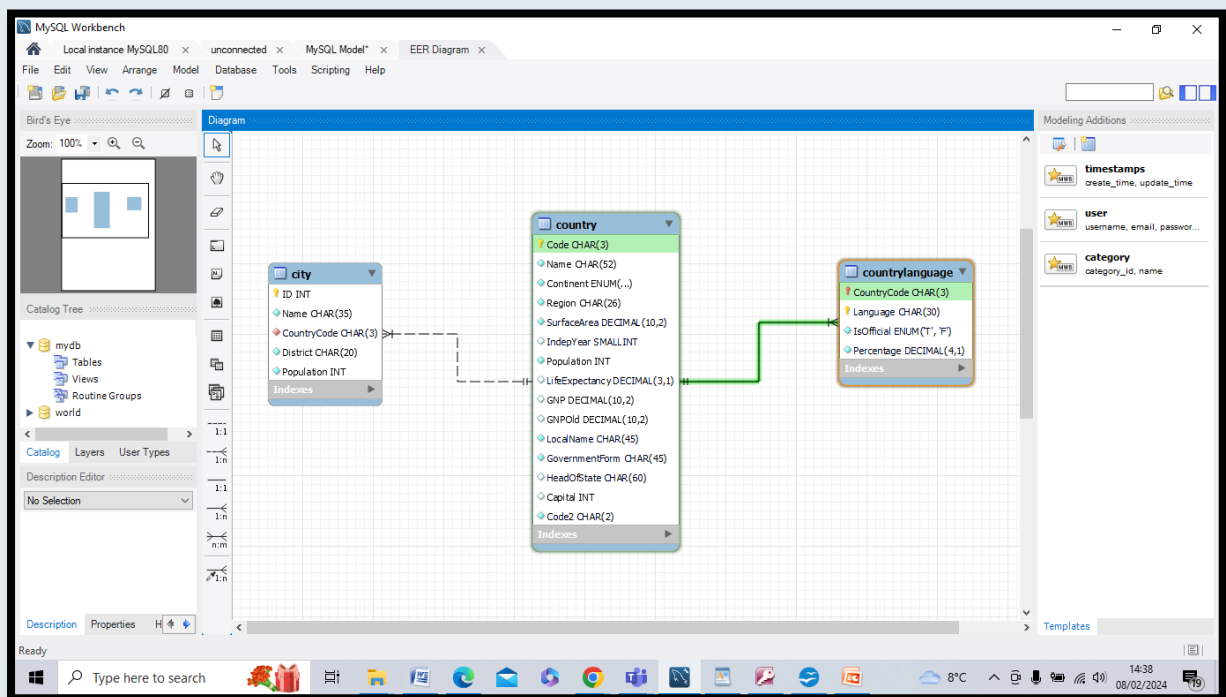 MySQL Workbench
Local instance MySQL80
unconnected
MySQL Model*
EER Diagram
File Edit View Arrange Model Database Tools Scripting Help
Bird's Eye
Zoom: 100%
Catalog Tree
mydb
Tables
Views
Routine Groups
world
Catalog Layers User Types
Description Editor
No Selection
Description Properties H
Diagram
1:1
1:n
1:1
1:n
n:m
1:n
city
ID INT
Name CHAR(35)
CountryCode CHAR(3)
District CHAR(20)
Population INT
Indexes
country
Code CHAR(3)
Name CHAR(52)
Continent ENUM(...)
Region CHAR(26)
SurfaceArea DECIMAL(10,2)
IndepYear SMALLINT
Population INT
LifeExpectancy DECIMAL(3,1)
GNP DECIMAL(10,2)
GNPOld DECIMAL(10,2)
LocalName CHAR(45)
GovernmentForm CHAR(45)
HeadOfState CHAR(60)
Capital INT
Code2 CHAR(2)
Indexes
countrylanguage
CountryCode CHAR(3)
Language CHAR(30)
IsOfficial ENUM('T', 'F')
Percentage DECIMAL(4,1)
Indexes
Modeling Additions
timestamps
create_time, update_time
user
username, email, passwor...
category
category_id, name
Templates
Ready
Type here to search
8°C
14:38
08/02/2024
19